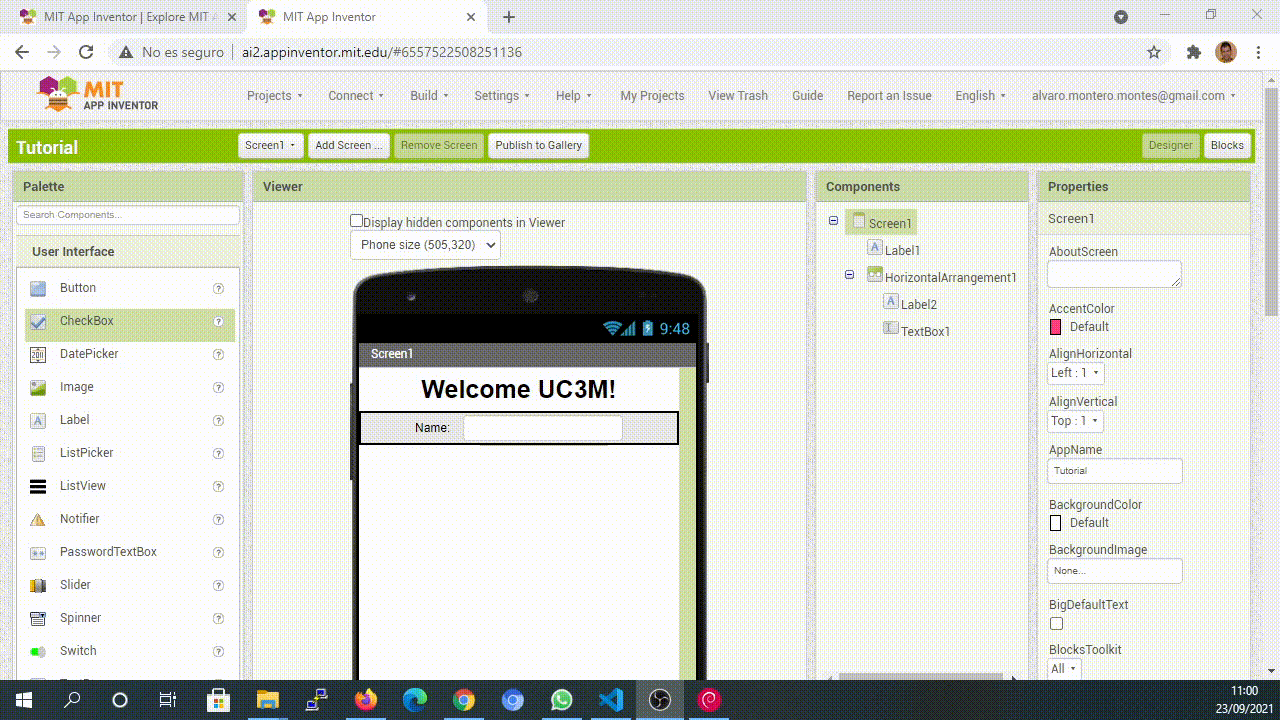 MIT App Inventor | Explore MIT A
MIT App Inventor
No es seguro
ai2.appinventor.mit.edu/#6557522508251136
MIT
APP INVENTOR
Projects
Connect
Build
Settings
Help
My Projects
View Trash
Guide
Report an Issue
English
alvaro.montero.montes@gmail.com
Tutorial
Screen1
Add Screen ...
Remove Screen
Publish to Gallery
Designer
Blocks
Palette
Search Components...
User Interface
Button
CheckBox
DatePicker
Image
Label
ListPicker
ListView
Notifier
PasswordTextBox
Slider
Spinner
Switch
Viewer
Display hidden components in Viewer
Phone size (505,320)
9:48
Screen1
Welcome UC3M!
Name:
Components
Screen1
Label1
HorizontalArrangement1
Label2
TextBox1
Properties
Screen1
AboutScreen
AccentColor
Default
AlignHorizontal
Left : 1
AlignVertical
Top : 1
AppName
Tutorial
BackgroundColor
Default
BackgroundImage
None...
BigDefaultText
BlocksToolkit
All
11:00
23/09/2021